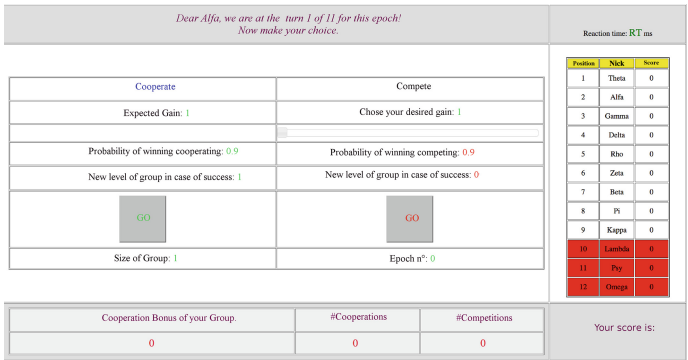 Dear Alfa, we are at the turn 1 of 11 for this epoch!
Now make your choice.
Reaction time: RT ms
Cooperate Compete
Expected Gain: 1 Chose your desired gain: 1
Probability of winning cooperating: 0.9 Probability of winning competing: 0.9
New level of group in case of success: 1 New level of group in case of success: 0
GO GO
Size of Group: 1 Epoch n°: 0
Position Nick Score
1 Theta 0
2 Alfa 0
3 Gamma 0
4 Delta 0
5 Rho 0
6 Zeta 0
7 Beta 0
8 Pi 0
9 Kappa 0
10 Lambda 0
11 Psy 0
12 Omega 0
Cooperation Bonus of your Group. #Cooperations #Competitions
0 0 0
Your score is: